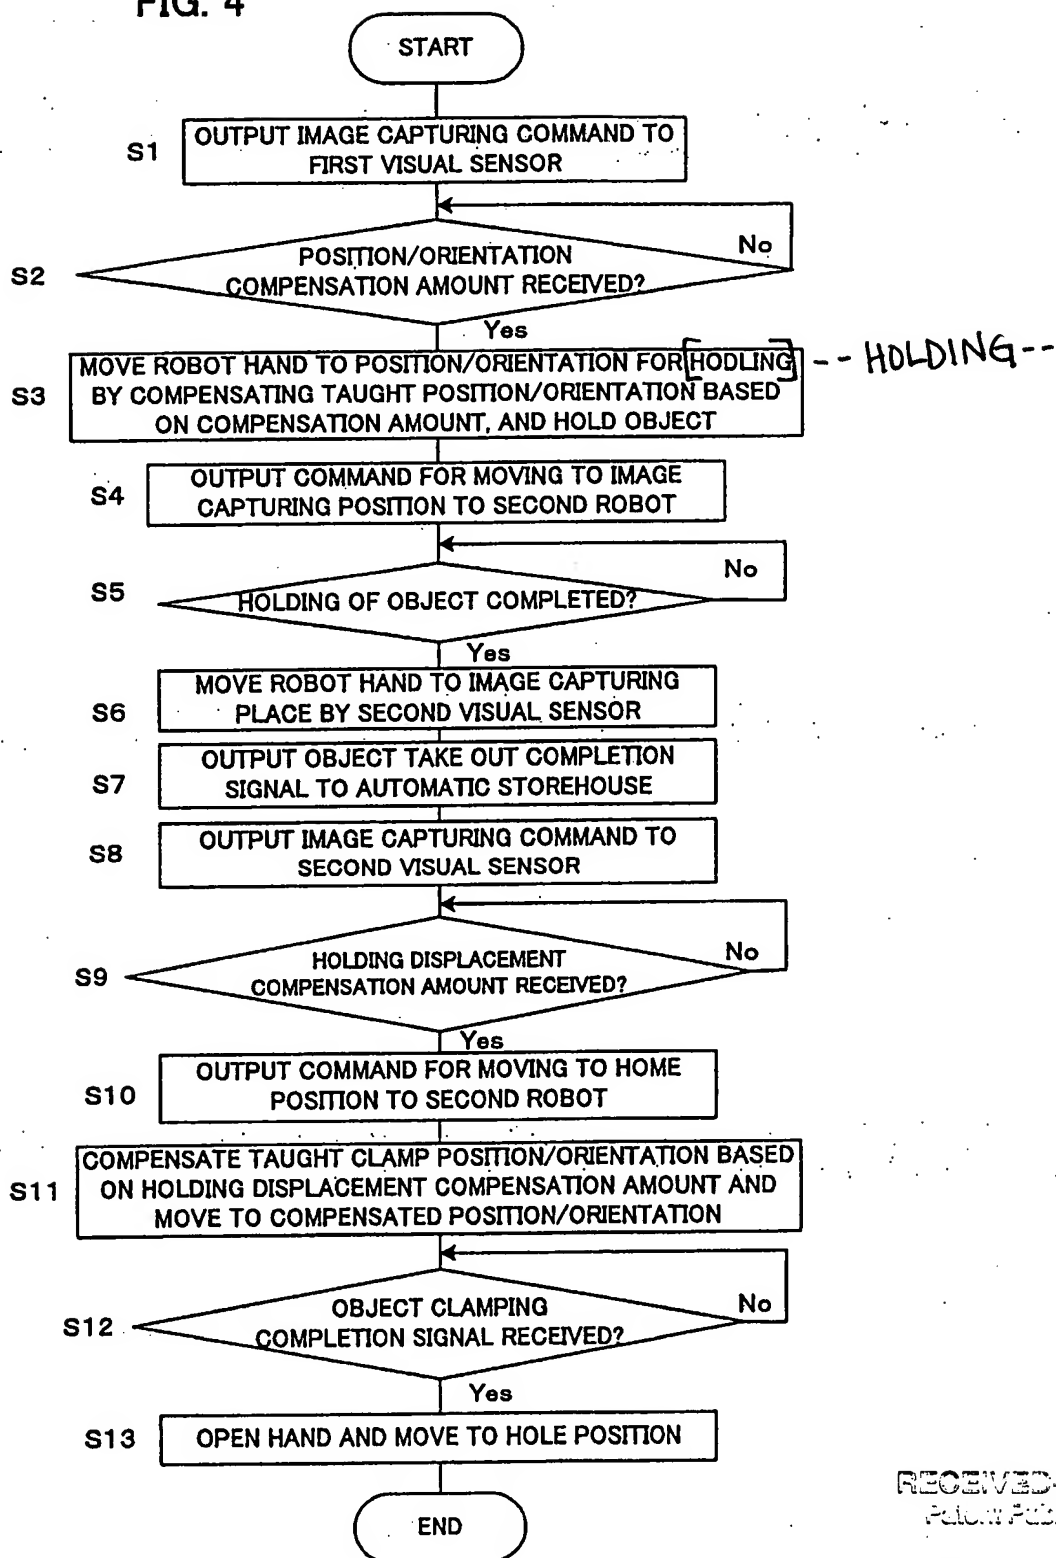 FIG. 4
START
S1
OUTPUT IMAGE CAPTURING COMMAND TO
FIRST VISUAL SENSOR
No
S2
POSITION/ORIENTATION
COMPENSATION AMOUNT RECEIVED?
Yes
S3
MOVE ROBOT HAND TO POSITION/ORIENTATION FOR [HODLING] -- HOLDING --
BY COMPENSATING TAUGHT POSITION/ORIENTATION BASED
ON COMPENSATION AMOUNT, AND HOLD OBJECT
S4
OUTPUT COMMAND FOR MOVING TO IMAGE
CAPTURING POSITION TO SECOND ROBOT
No
S5
HOLDING OF OBJECT COMPLETED?
Yes
S6
MOVE ROBOT HAND TO IMAGE CAPTURING
PLACE BY SECOND VISUAL SENSOR
S7
OUTPUT OBJECT TAKE OUT COMPLETION
SIGNAL TO AUTOMATIC STOREHOUSE
S8
OUTPUT IMAGE CAPTURING COMMAND TO
SECOND VISUAL SENSOR
No
S9
HOLDING DISPLACEMENT
COMPENSATION AMOUNT RECEIVED?
Yes
S10
OUTPUT COMMAND FOR MOVING TO HOME
POSITION TO SECOND ROBOT
S11
COMPENSATE TAUGHT CLAMP POSITION/ORIENTATION BASED
ON HOLDING DISPLACEMENT COMPENSATION AMOUNT AND
MOVE TO COMPENSATED POSITION/ORIENTATION
No
S12
OBJECT CLAMPING
COMPLETION SIGNAL RECEIVED?
Yes
S13
OPEN HAND AND MOVE TO HOLE POSITION
END
RECEIVED